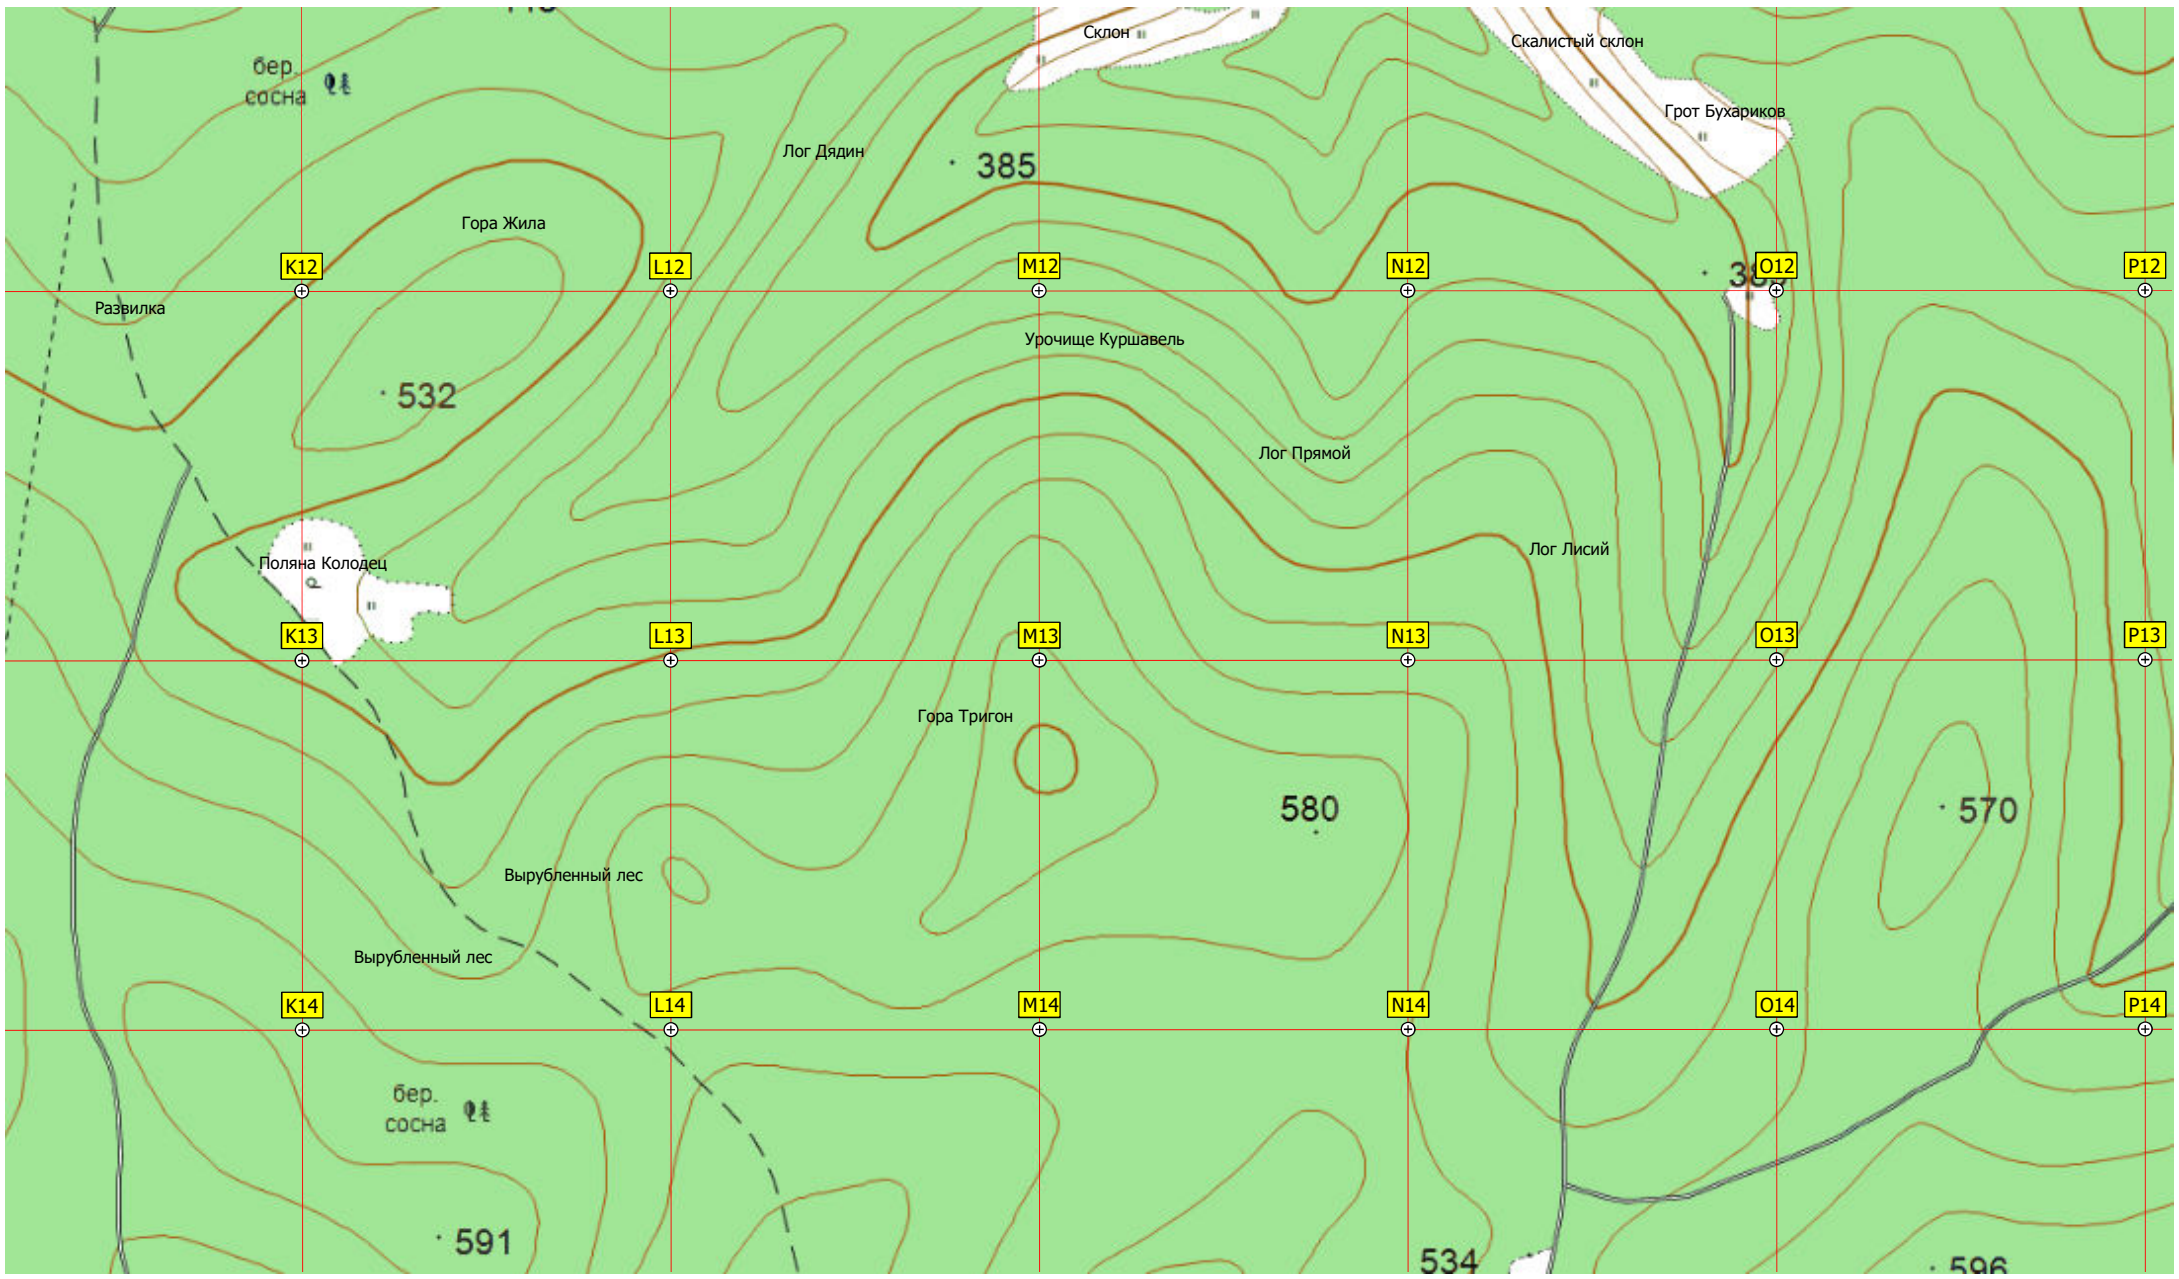 Склон
Скалистый склон
бер.
сосна
Грот Бухариков
Лог Дядин
385
Гора Жила
K12
L12
M12
N12
O12
P12
Развилка
Урочище Куршавель
532
Лог Прямой
Лог Лисий
Поляна Колодец
K13
L13
M13
N13
O13
P13
Гора Тригон
580
570
Вырубленный лес
Вырубленный лес
K14
L14
M14
N14
O14
P14
бер.
сосна
591
534
596